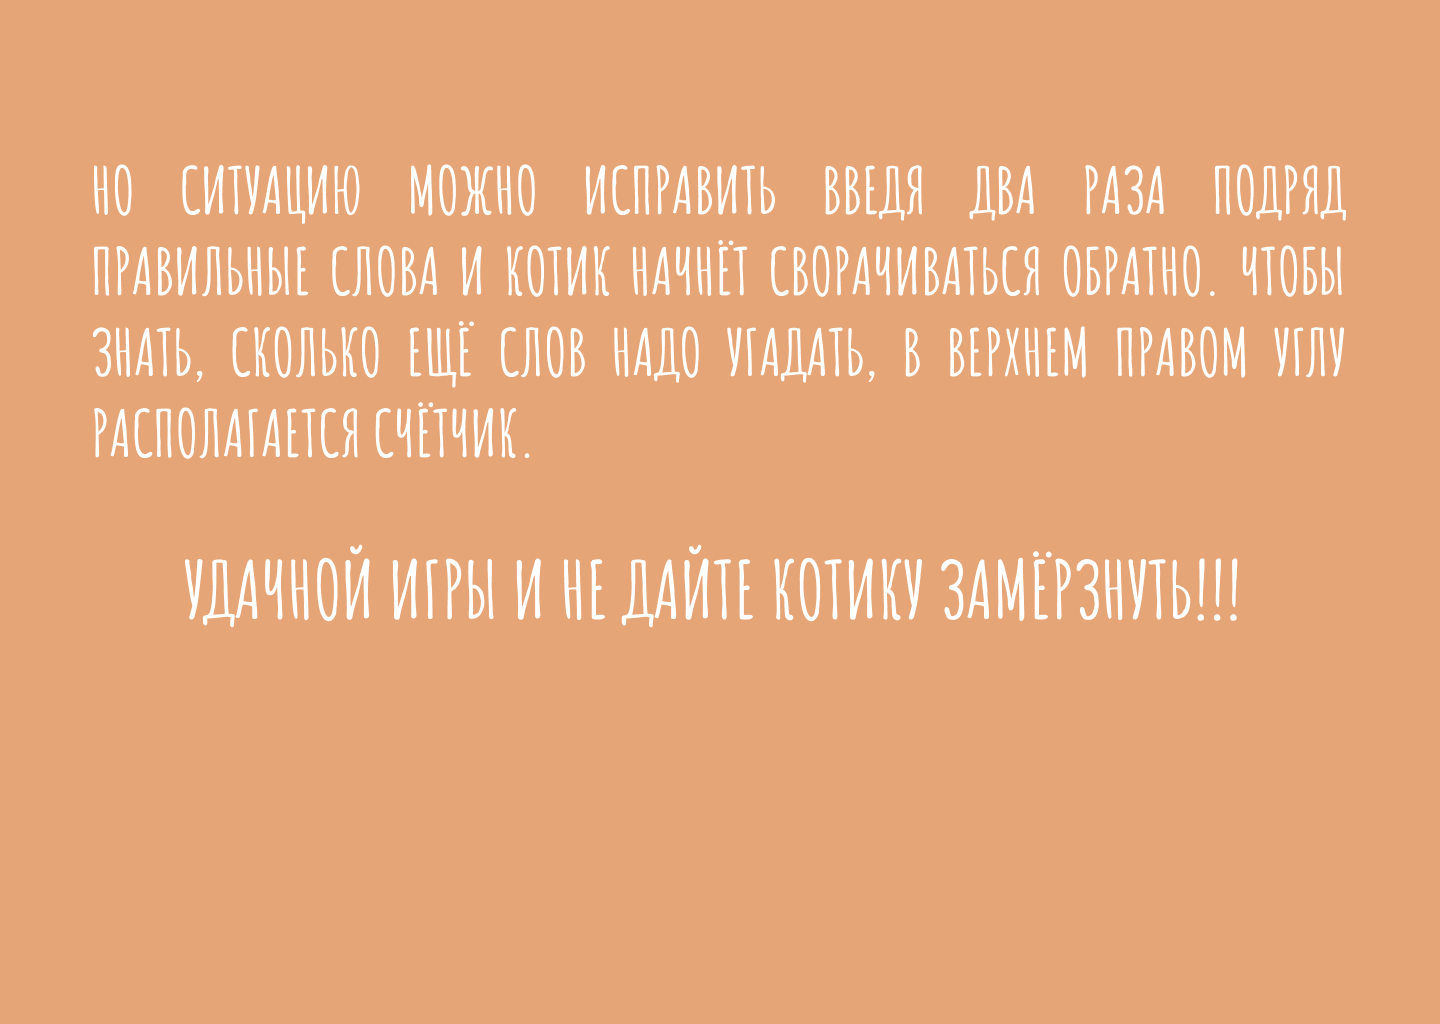 НО СИТУАЦИЮ МОЖНО ИСПРАВИТЬ ВВЕДЯ ДВА РАЗА ПОДРЯД
ПРАВИЛЬНЫЕ СЛОВА И КОТИК НАЧНЁТ СВОРАЧИВАТЬСЯ ОБРАТНО. ЧТОБЫ
ЗНАТЬ, СКОЛЬКО ЕЩЁ СЛОВ НАДО УГАДАТЬ, В ВЕРХНЕМ ПРАВОМ УГЛУ
РАСПОЛАГАЕТСЯ СЧЁТЧИК.
УДАЧНОЙ ИГРЫ И НЕ ДАЙТЕ КОТИКУ ЗАМЁРЗНУТЬ!!!